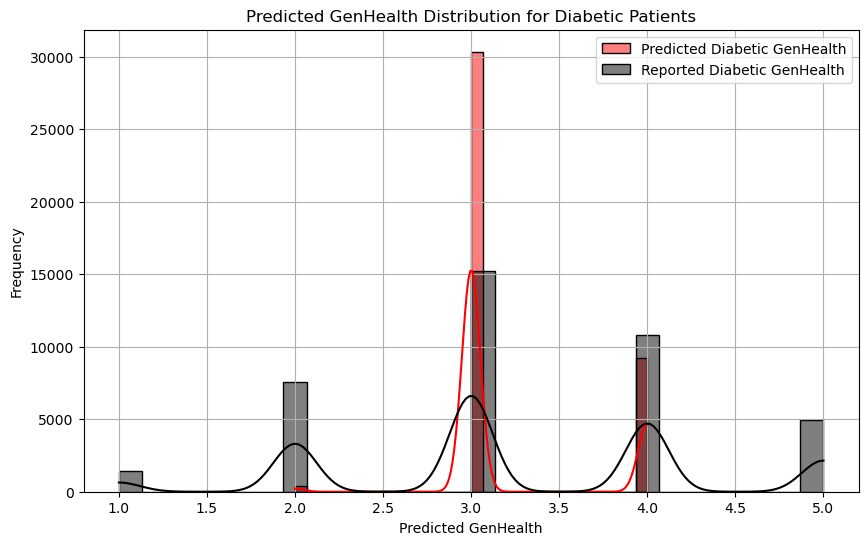 Predicted GenHealth Distribution for Diabetic Patients
Predicted Diabetic GenHealth
Reported Diabetic GenHealth
Frequency
30000
25000
20000
15000
10000
5000
0
1.0 1.5 2.0 2.5 3.0 3.5 4.0 4.5 5.0
Predicted GenHealth